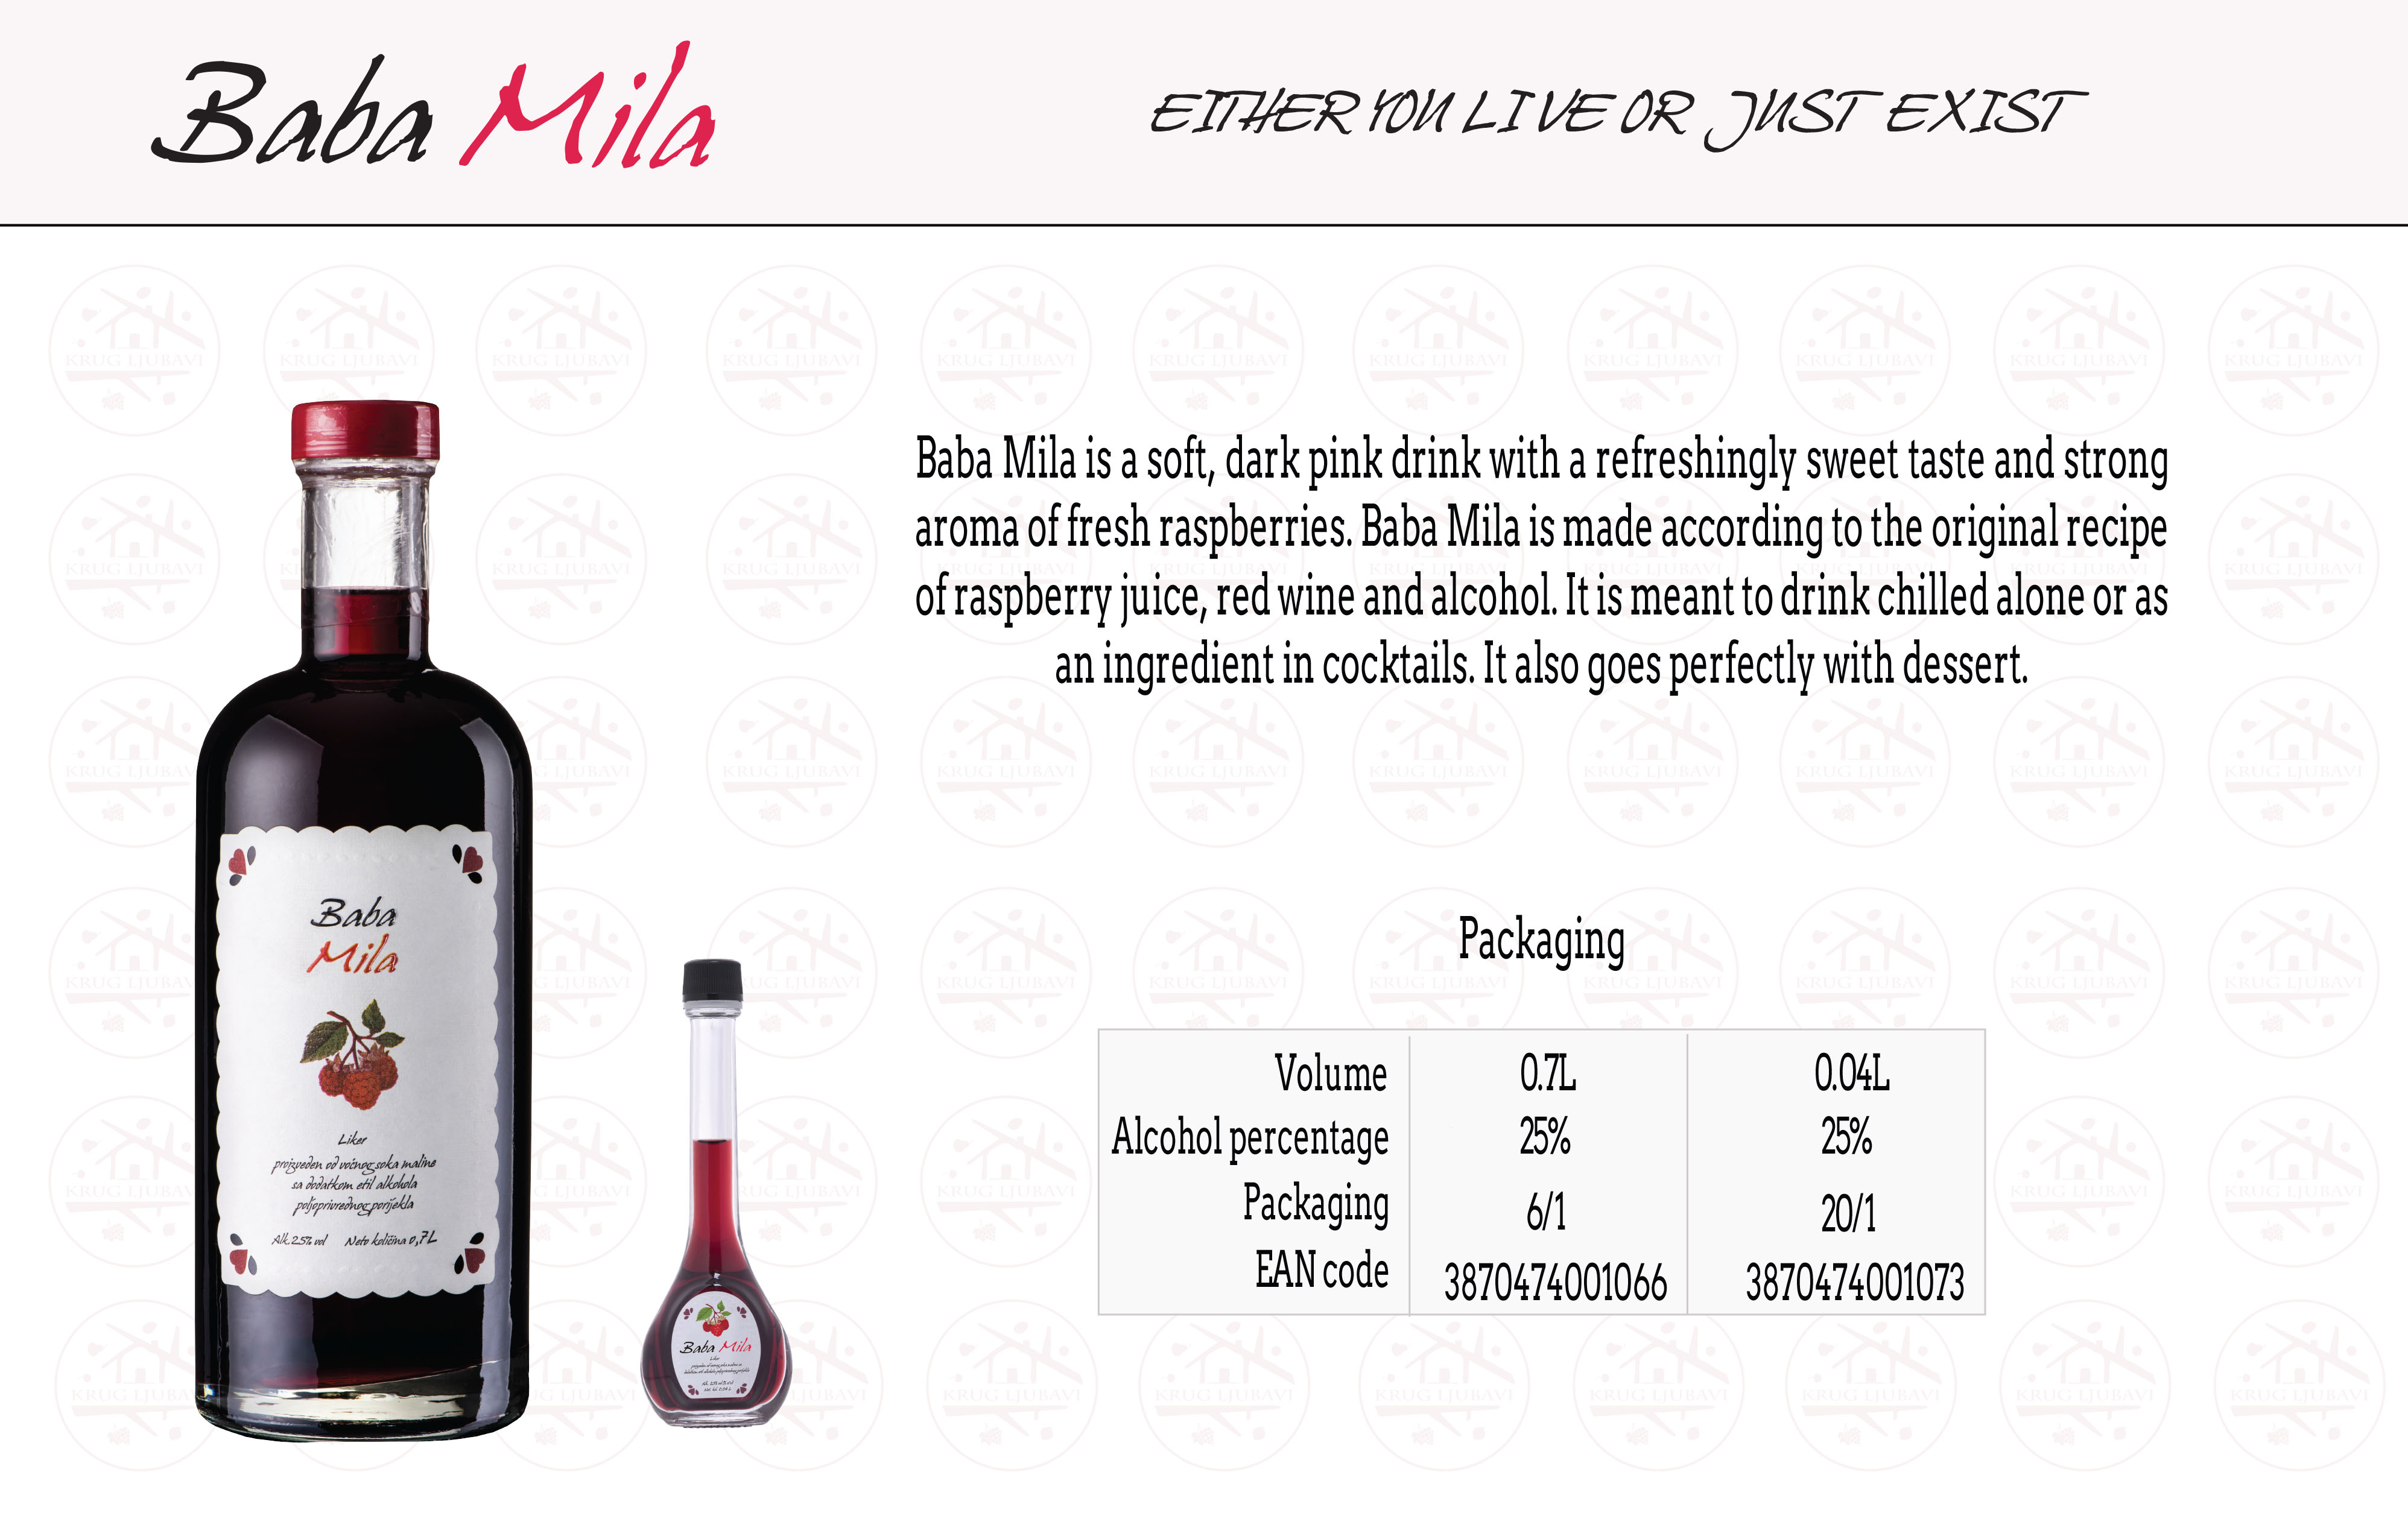 Baba Mila
EITHER YOU LIVE OR JUST EXIST
Baba Mila is a soft, dark pink drink with a refreshingly sweet taste and strong
aroma of fresh raspberries. Baba Mila is made according to the original recipe
of raspberry juice, red wine and alcohol. It is meant to drink chilled alone or as
an ingredient in cocktails. It also goes perfectly with dessert.
Baba
Mila
Liker
proizveden od voćnog soka maline
sa dodatkom etil alkohola
poljoprivrednog porijekla
Alk. 25% vol Neto količina 0,7L
Baba Mila
Liker
Packaging
Volume 0.7L 0.04L
Alcohol percentage 25% 25%
Packaging 6/1 20/1
EAN code 3870474001066 3870474001073
KRUG LJUBAVI